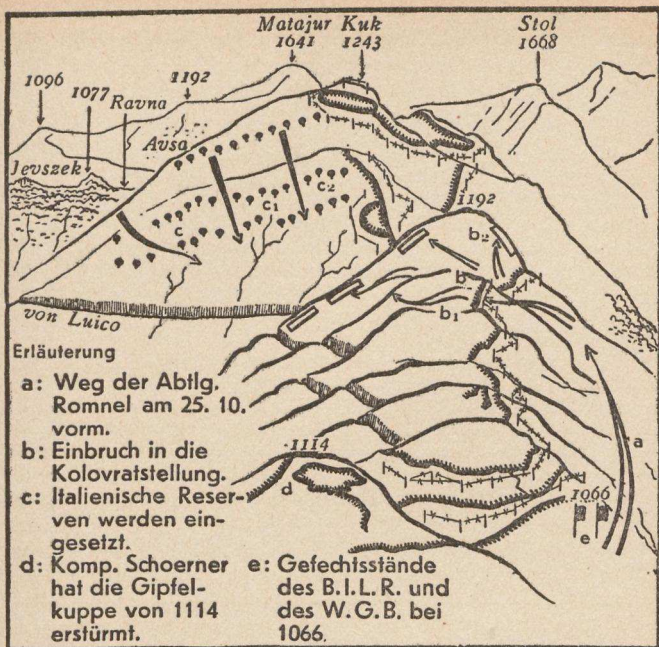 Matajur Kuk
1641 1243
Stol
1668
1096
1077
Ravna
1192
Avsa
Jevszek
c
c1
c2
1192
b2
b
b1
von Luico
Erläuterung
a: Weg der Abtlg.
Romnel am 25. 10.
vorm.
b: Einbruch in die
Kolovratstellung.
c: Italienische Reser-
ven werden ein-
gesetzt.
d: Komp. Schoerner
hat die Gipfel-
kuppe von 1114
erstürmt.
e: Gefechtsstände
des B.I.L.R. und
des W.G.B. bei
1066.
1114
d
a
1066
e